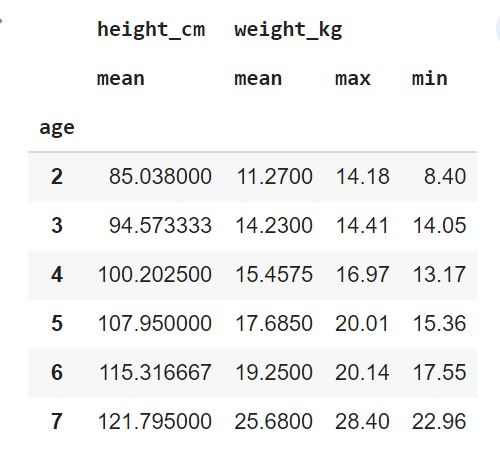 height_cm weight_kg
mean mean max min
age
2 85.038000 11.2700 14.18 8.40
3 94.573333 14.2300 14.41 14.05
4 100.202500 15.4575 16.97 13.17
5 107.950000 17.6850 20.01 15.36
6 115.316667 19.2500 20.14 17.55
7 121.795000 25.6800 28.40 22.96